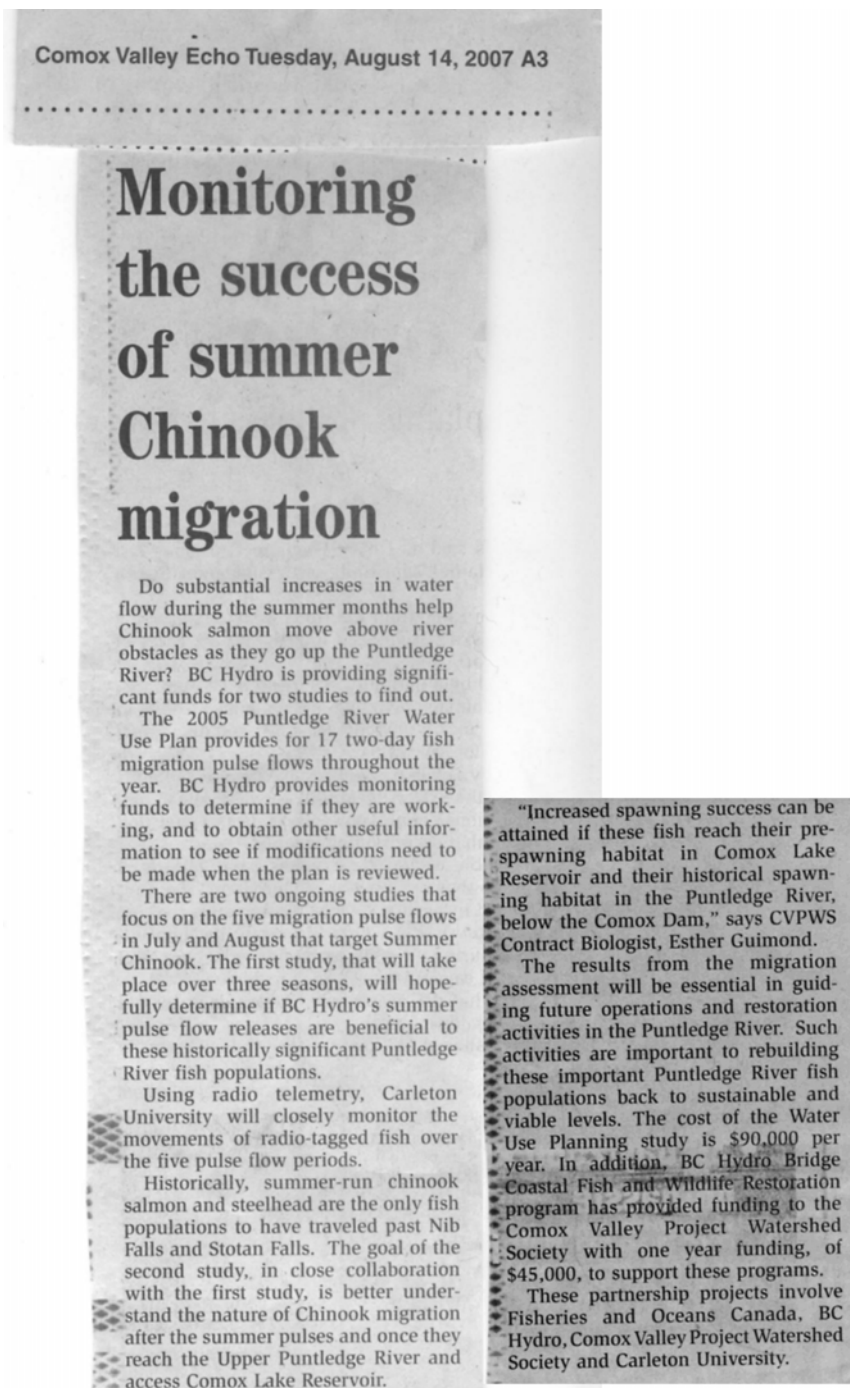 Comox Valley Echo Tuesday, August 14, 2007 A3
Monitoring
the success
of summer
Chinook
migration
Do substantial increases in water
flow during the summer months help
Chinook salmon move above river
obstacles as they go up the Puntledge
River? BC Hydro is providing signifi-
cant funds for two studies to find out.
The 2005 Puntledge River Water
Use Plan provides for 17 two-day fish
migration pulse flows throughout the
year. BC Hydro provides monitoring
funds to determine if they are work-
ing, and to obtain other useful infor-
mation to see if modifications need to
be made when the plan is reviewed.
There are two ongoing studies that
focus on the five migration pulse flows
in July and August that target Summer
Chinook. The first study, that will take
place over three seasons, will hope-
fully determine if BC Hydro's summer
pulse flow releases are beneficial to
these historically significant Puntledge
River fish populations.
Using radio telemetry, Carleton
University will closely monitor the
movements of radio-tagged fish over
the five pulse flow periods.
Historically, summer-run chinook
salmon and steelhead are the only fish
populations to have traveled past Nib
Falls and Stotan Falls. The goal of the
second study, in close collaboration
with the first study, is better under-
stand the nature of Chinook migration
after the summer pulses and once they
reach the Upper Puntledge River and
access Comox Lake Reservoir.
"Increased spawning success can be
attained if these fish reach their pre-
spawning habitat in Comox Lake
Reservoir and their historical spawn-
ing habitat in the Puntledge River,
below the Comox Dam," says CVPWS
Contract Biologist, Esther Guimond.
The results from the migration
assessment will be essential in guid-
ing future operations and restoration
activities in the Puntledge River. Such
activities are important to rebuilding
these important Puntledge River fish
populations back to sustainable and
viable levels. The cost of the Water
Use Planning study is $90,000 per
year. In addition, BC Hydro Bridge
Coastal Fish and Wildlife Restoration
program has provided funding to the
Comox Valley Project Watershed
Society with one year funding, of
$45,000, to support these programs.
These partnership projects involve
Fisheries and Oceans Canada, BC
Hydro, Comox Valley Project Watershed
Society and Carleton University.